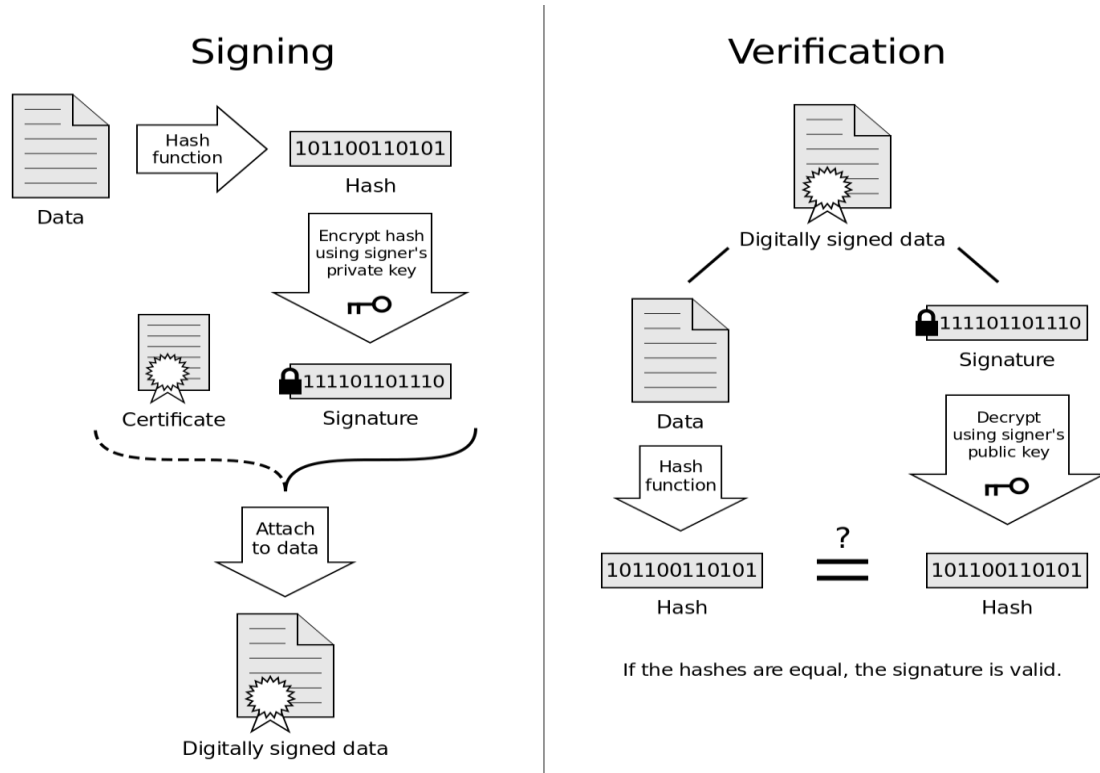 Signing
Hash
function
101100110101
Hash
Data
Encrypt hash
using signer's
private key
111101101110
Certificate
Signature
Attach
to data
Digitally signed data
Verification
Digitally signed data
111101101110
Signature
Data
Decrypt
using signer's
public key
Hash
function
?
101100110101
101100110101
Hash
Hash
If the hashes are equal, the signature is valid.